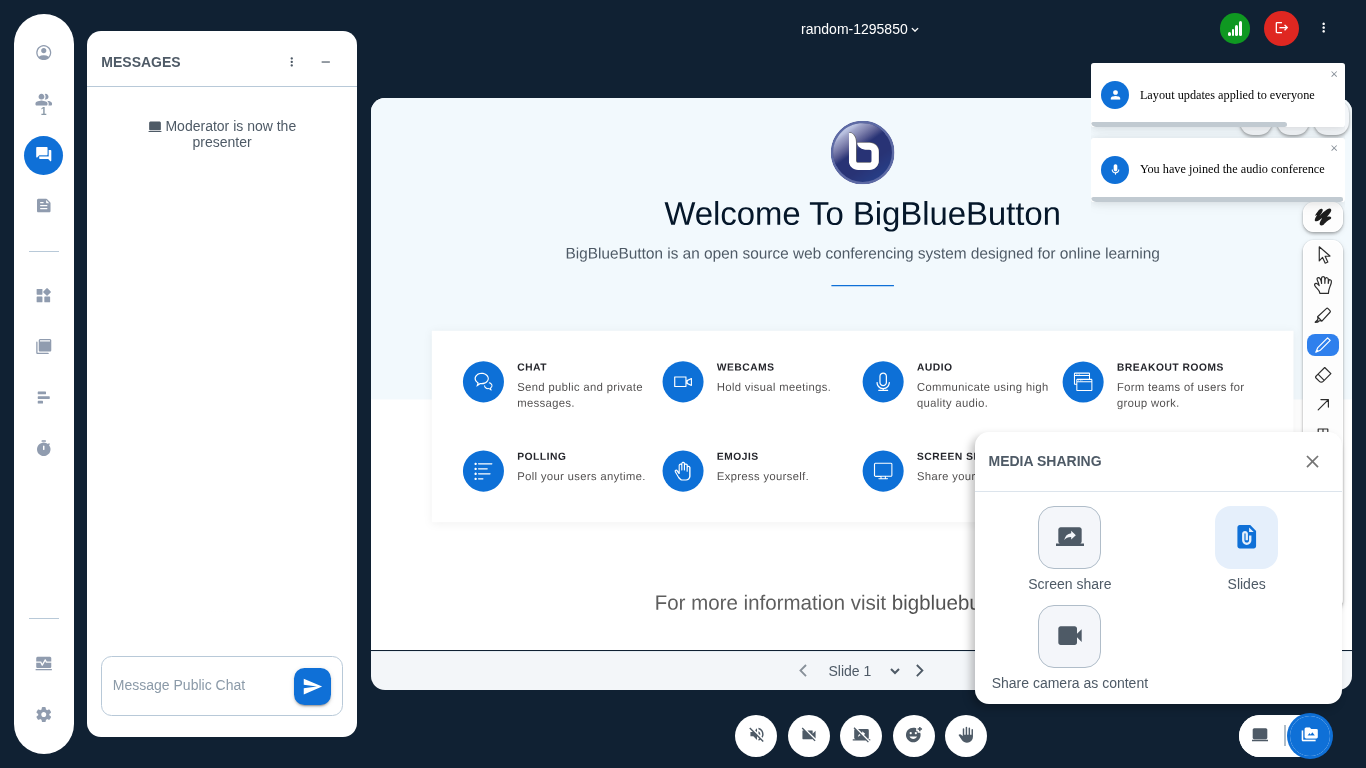 random-1295850
MESSAGES
1
Moderator is now the
presenter
Message Public Chat
Layout updates applied to everyone
You have joined the audio conference
Welcome To BigBlueButton
BigBlueButton is an open source web conferencing system designed for online learning
CHAT
Send public and private
messages.
WEBCAMS
Hold visual meetings.
AUDIO
Communicate using high
quality audio.
BREAKOUT ROOMS
Form teams of users for
group work.
POLLING
Poll your users anytime.
EMOJIS
Express yourself.
SCREEN
Share your
For more information visit
Slide 1
MEDIA SHARING
Screen share
Slides
Share camera as content